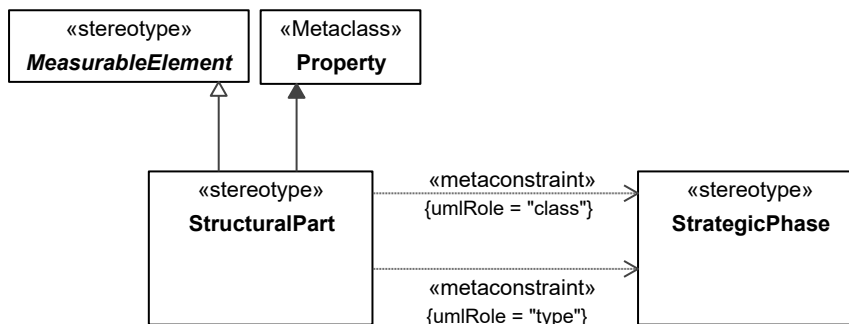 «stereotype»
MeasurableElement
«Metaclass»
Property
«stereotype»
StructuralPart
«metaconstraint»
{umlRole = "class"}
«stereotype»
StrategicPhase
«metaconstraint»
{umlRole = "type"}